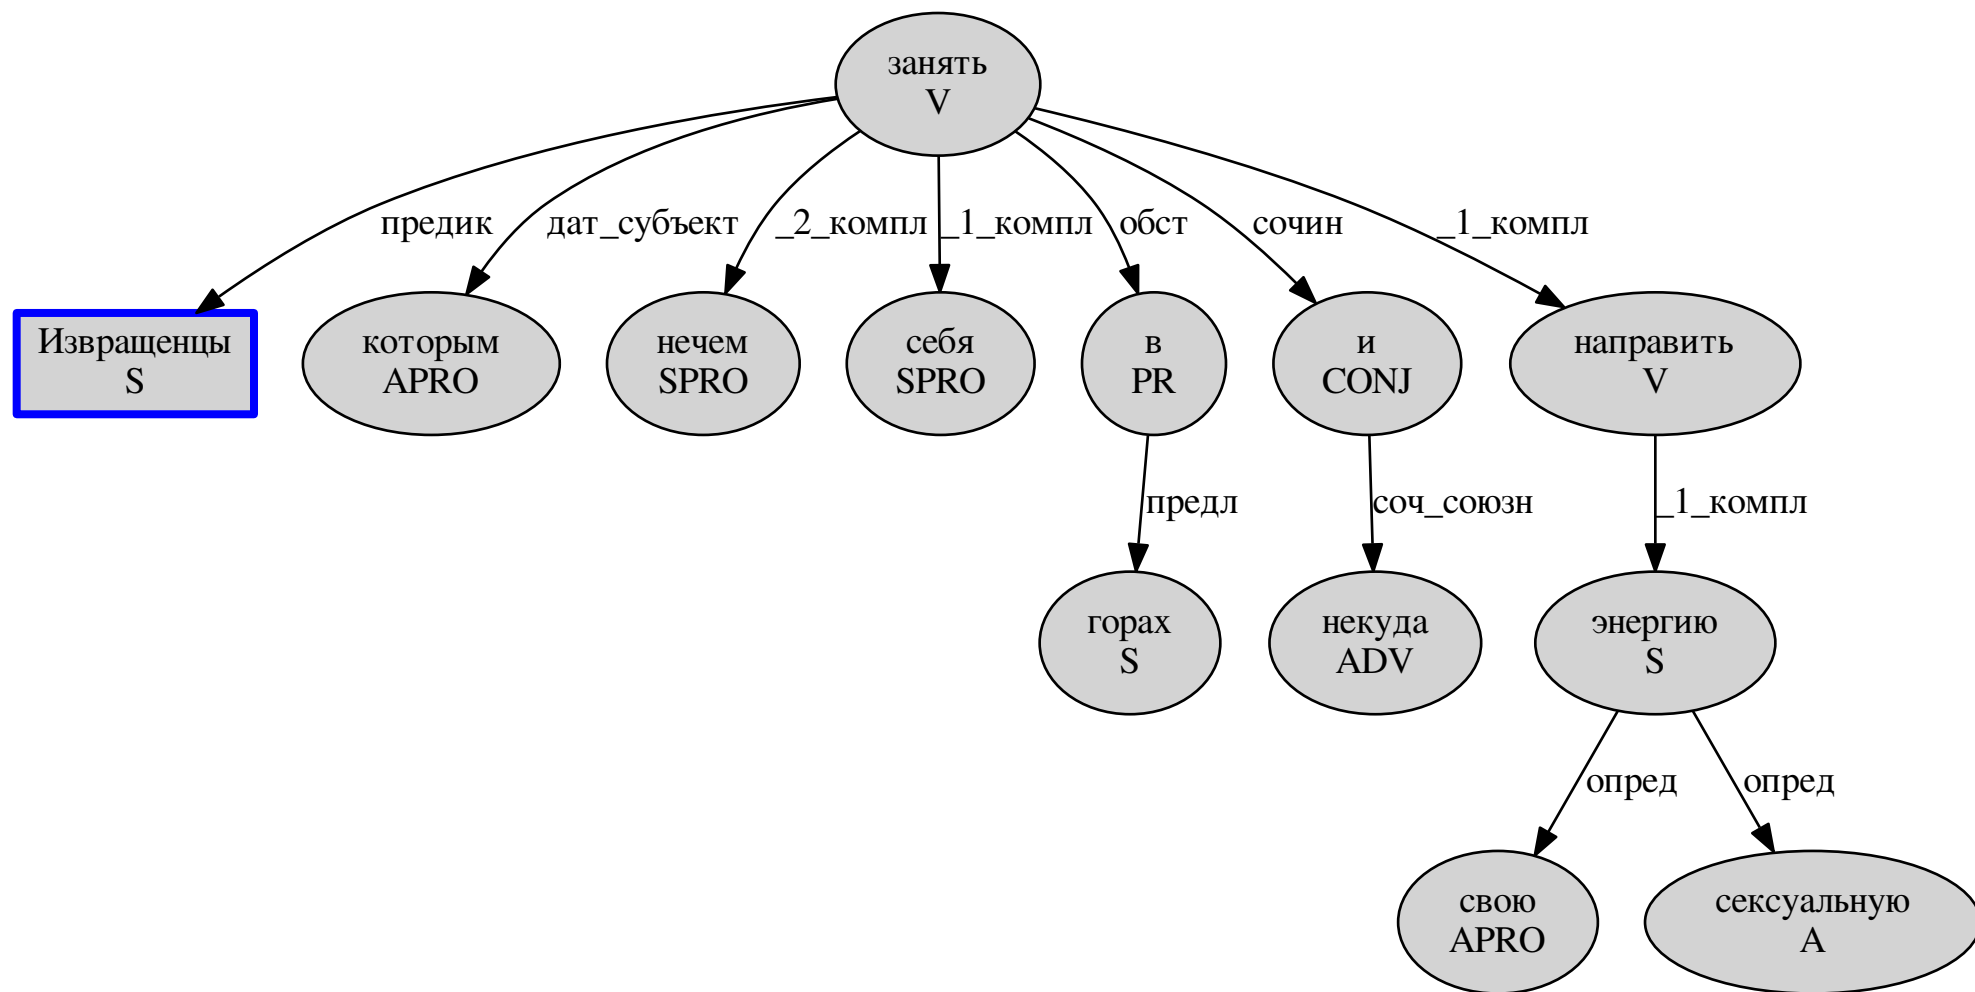 занять
V
предик
дат_субъект
_2_компл
_1_компл
обст
сочин
_1_компл
Извращенцы
S
которым
APRO
нечем
SPRO
себя
SPRO
в
PR
и
CONJ
направить
V
предл
соч_союзн
_1_компл
горах
S
некуда
ADV
энергию
S
опред
опред
свою
APRO
сексуальную
A